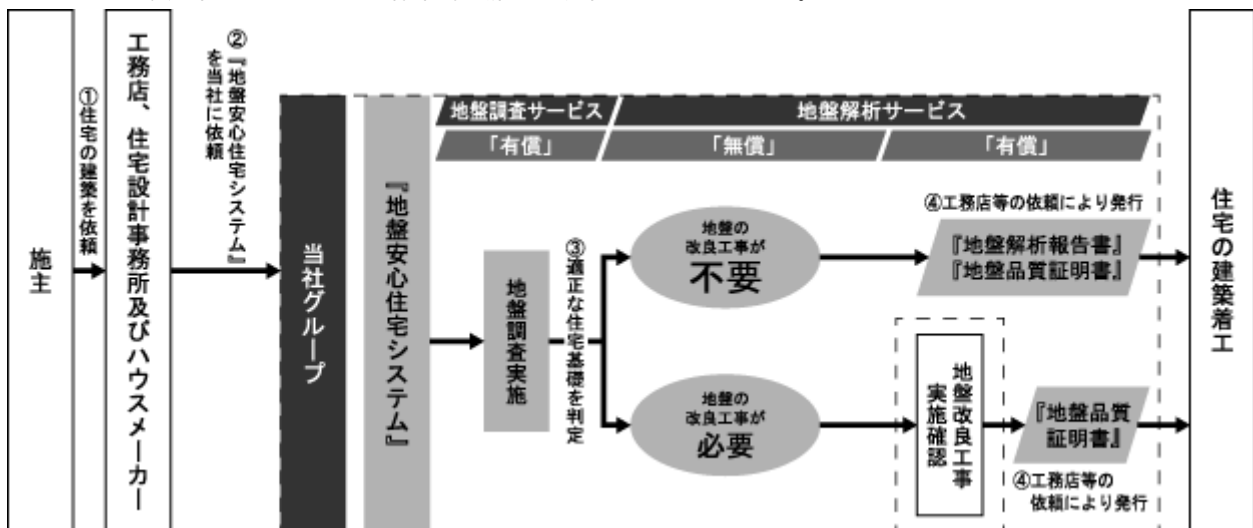 施主
①住宅の建築を依頼
工務店、住宅設計事務所及びハウスメーカー
②『地盤安心住宅システム』
を当社に依頼
当社グループ
『地盤安心住宅システム』
地盤調査サービス
地盤解析サービス
「有償」
「無償」
「有償」
地盤調査実施
③適正な住宅基礎を判定
地盤の
改良工事が
不要
④工務店等の依頼により発行
『地盤解析報告書』
『地盤品質証明書』
地盤の
改良工事が
必要
地盤改良工事
実施確認
『地盤品質
証明書』
④工務店等の
依頼により発行
住宅の建築着工